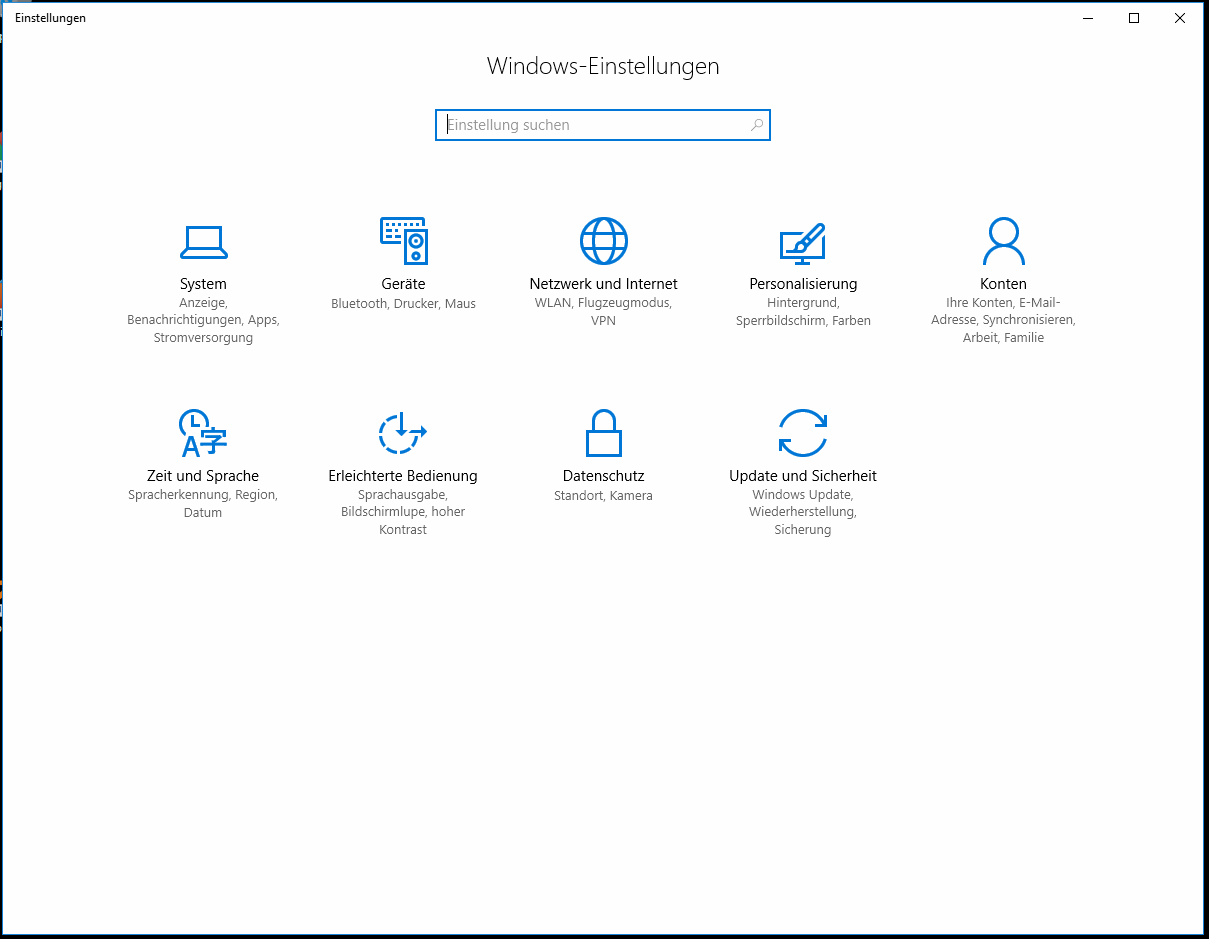 Einstellungen
Windows-Einstellungen
Einstellung suchen
System
Anzeige,
Benachrichtigungen, Apps,
Stromversorgung
Geräte
Bluetooth, Drucker, Maus
Netzwerk und Internet
WLAN, Flugzeugmodus,
VPN
Personalisierung
Hintergrund,
Sperrbildschirm, Farben
Konten
Ihre Konten, E-Mail-
Adresse, Synchronisieren,
Arbeit, Familie
Zeit und Sprache
Spracherkennung, Region,
Datum
Erleichterte Bedienung
Sprachausgabe,
Bildschirmlupe, hoher
Kontrast
Datenschutz
Standort, Kamera
Update und Sicherheit
Windows Update,
Wiederherstellung,
Sicherung